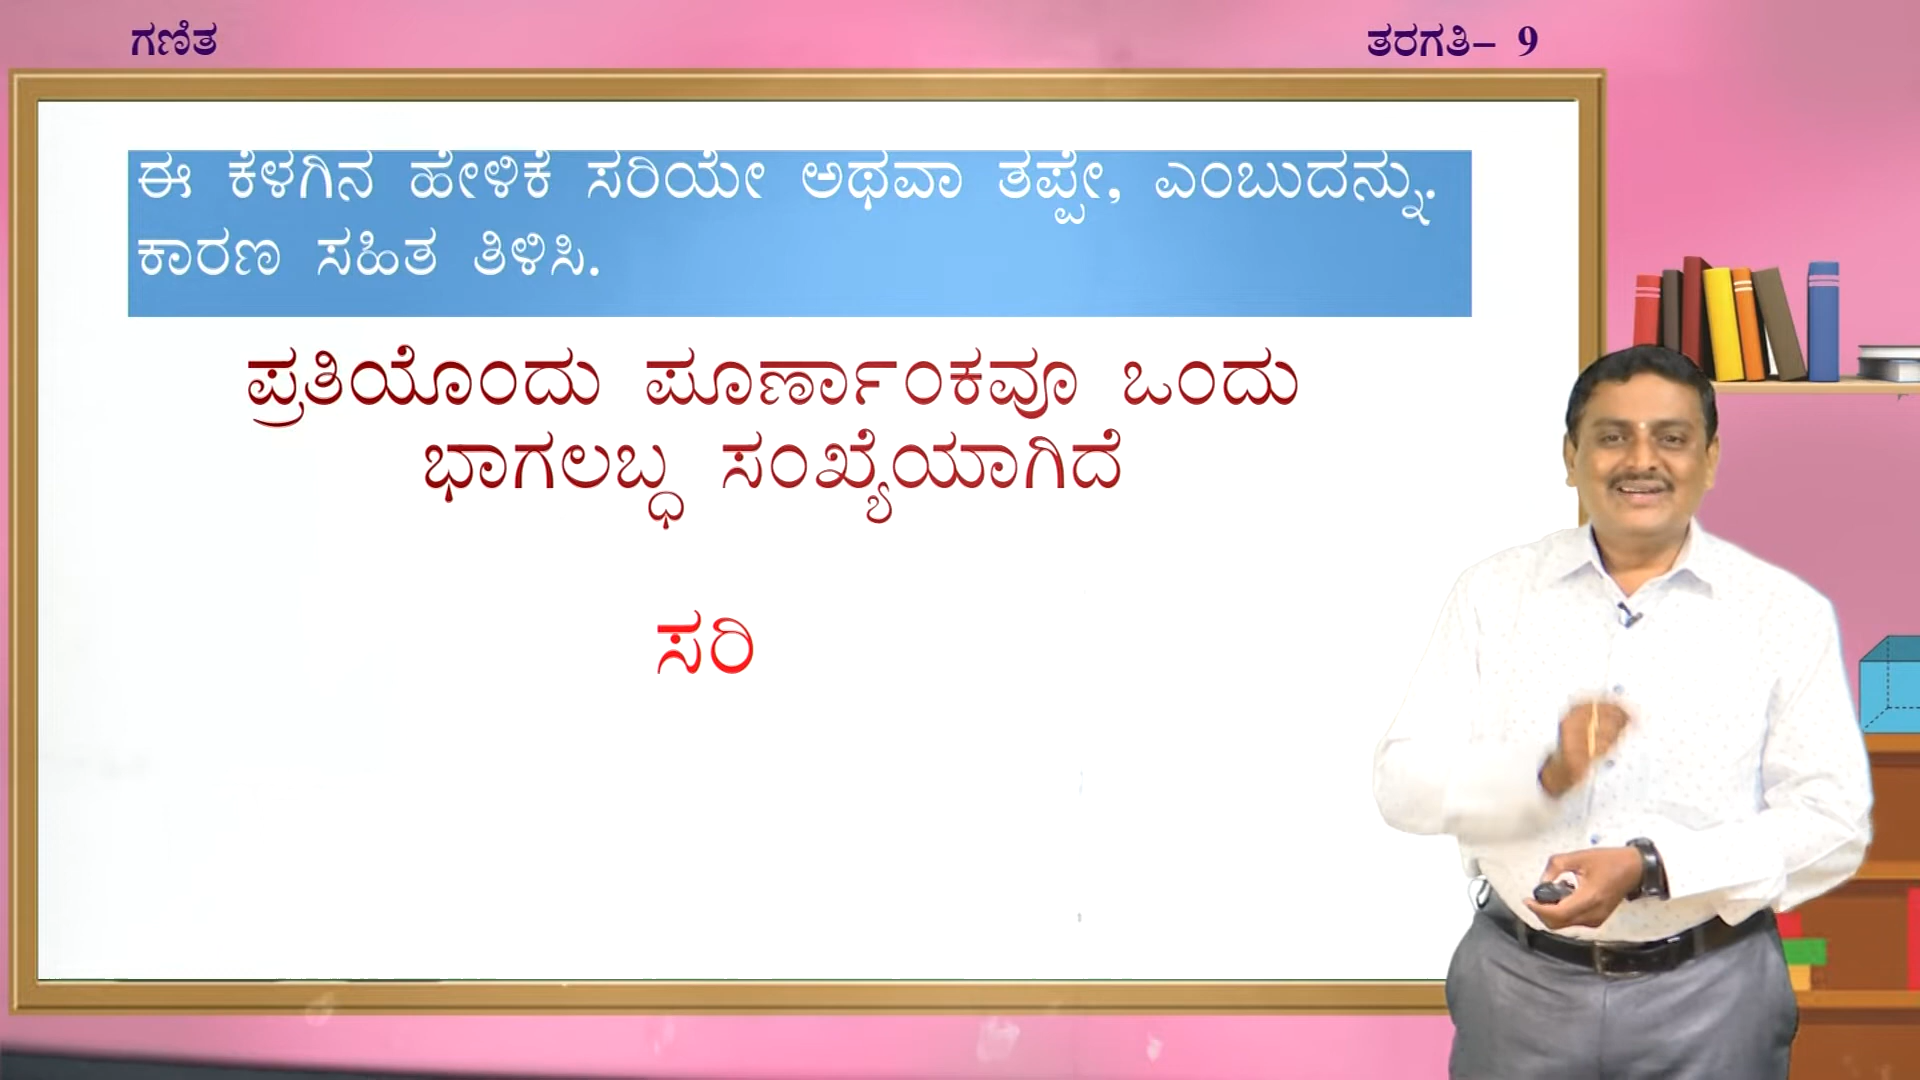 ಗಣಿತ
ತರಗತಿ– 9
ಈ ಕೆಳಗಿನ ಹೇಳಿಕೆ ಸರಿಯೇ ಅಥವಾ ತಪ್ಪೇ, ಎಂಬುದನ್ನು.
ಕಾರಣ ಸಹಿತ ತಿಳಿಸಿ.
ಪ್ರತಿಯೊಂದು ಪೂರ್ಣಾಂಕವೂ ಒಂದು
ಭಾಗಲಬ್ಧ ಸಂಖ್ಯೆಯಾಗಿದೆ
ಸರಿ